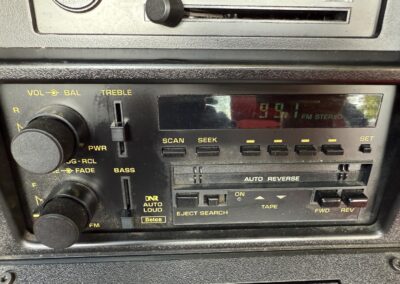 VOL BAL TREBLE
R
99.1 FM STEREO
PWR
SCAN SEEK SET
FADE BASS
AUTO REVERSE
F
DNR
AUTO
LOUD
ON
EJECT SEARCH TAPE FWD REV
Delco
FM